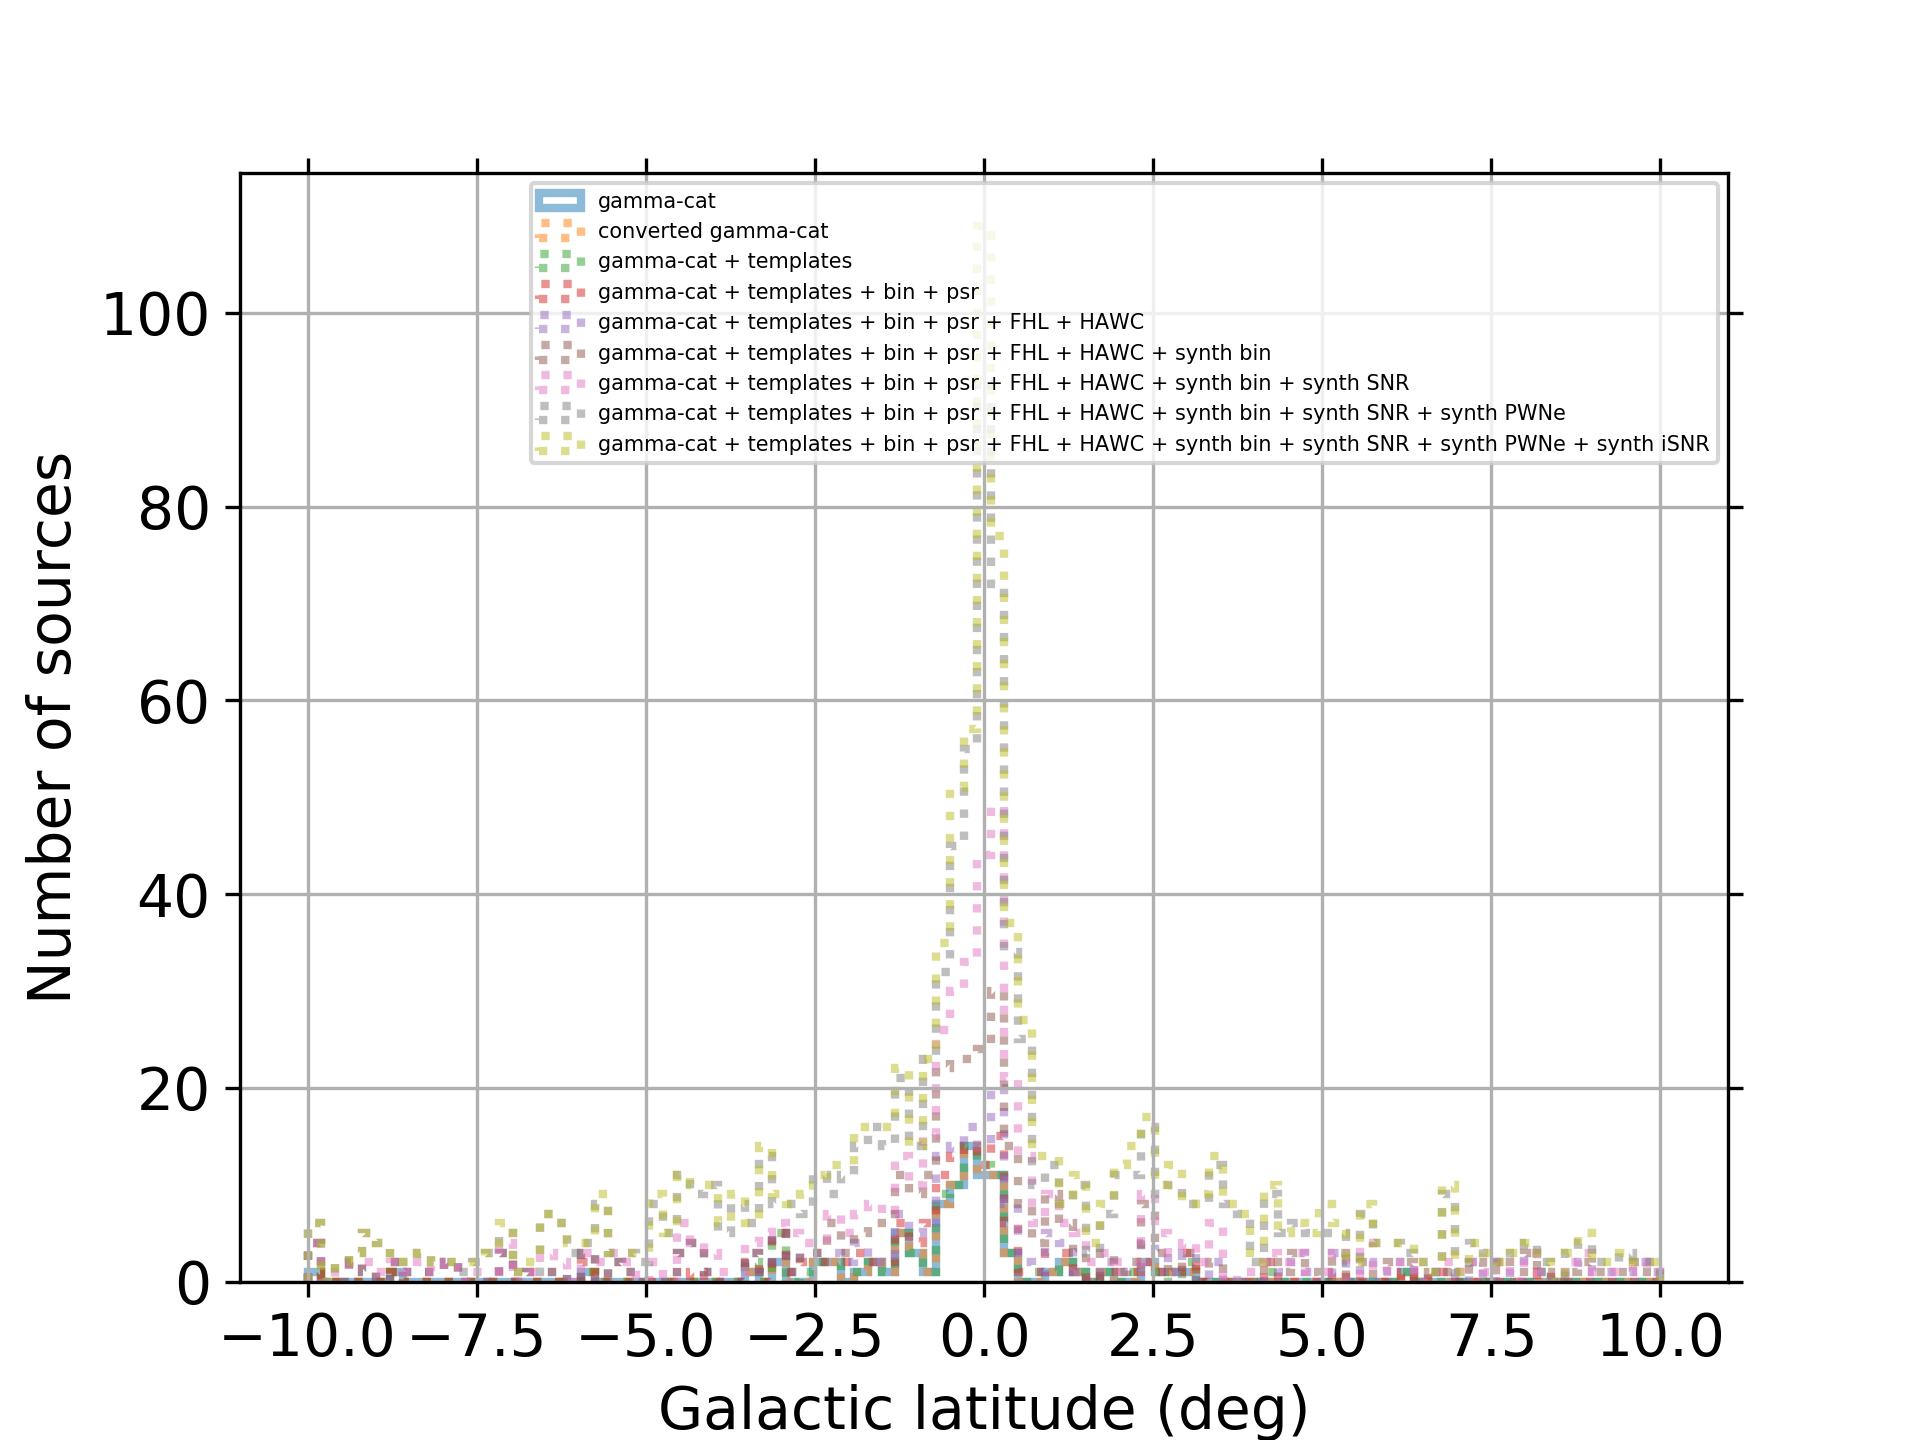 gamma-cat
converted gamma-cat
gamma-cat + templates
gamma-cat + templates + bin + psr
gamma-cat + templates + bin + psr + FHL + HAWC
gamma-cat + templates + bin + psr + FHL + HAWC + synth bin
gamma-cat + templates + bin + psr + FHL + HAWC + synth bin + synth SNR
gamma-cat + templates + bin + psr + FHL + HAWC + synth bin + synth SNR + synth PWNe
gamma-cat + templates + bin + psr + FHL + HAWC + synth bin + synth SNR + synth PWNe + synth iSNR
Number of sources
100
80
60
40
20
0
−10.0 −7.5 −5.0 −2.5 0.0 2.5 5.0 7.5 10.0
Galactic latitude (deg)